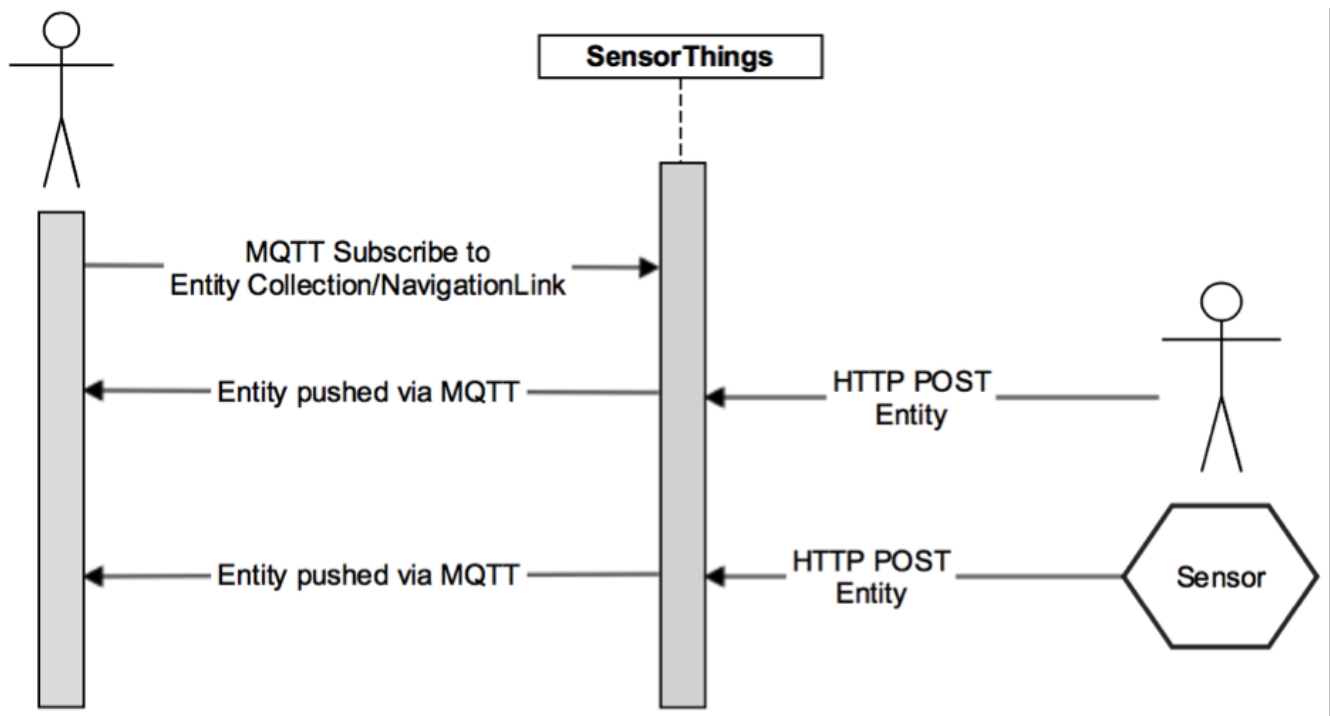 SensorThings
MQTT Subscribe to
Entity Collection/NavigationLink
Entity pushed via MQTT
HTTP POST
Entity
Entity pushed via MQTT
HTTP POST
Entity
Sensor